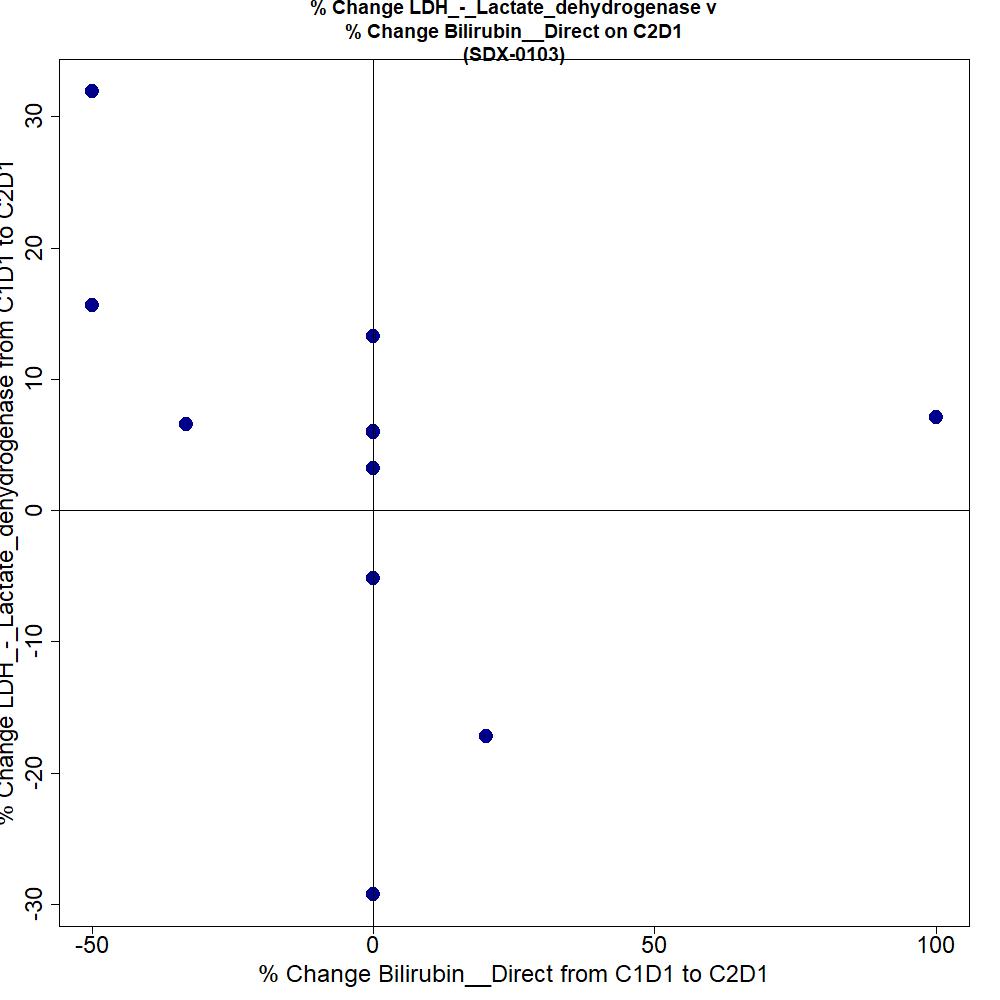 % Change LDH_-_Lactate_dehydrogenase v
% Change Bilirubin__Direct on C2D1
(SDX-0103)
% Change LDH_-_Lactate_dehydrogenase from C1D1 to C2D1
30
20
10
0
-10
-20
-30
-50
0
50
100
% Change Bilirubin__Direct from C1D1 to C2D1